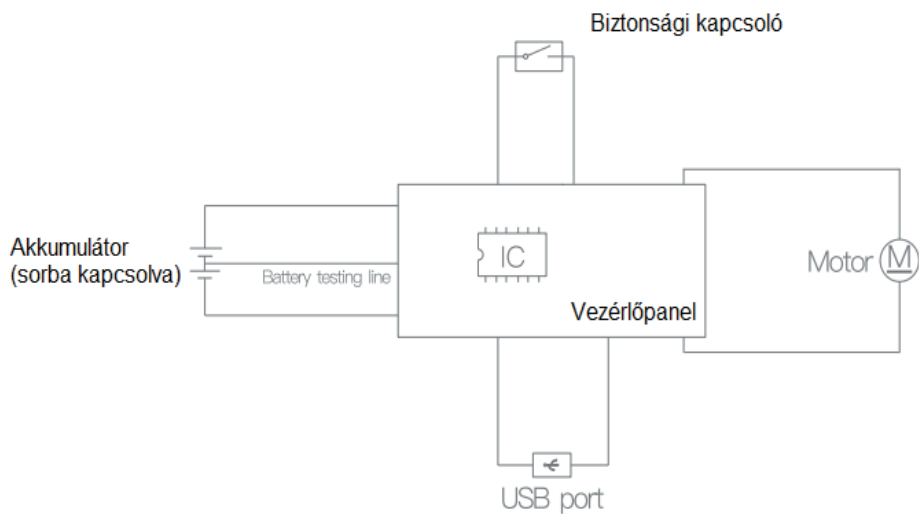 Biztonsági kapcsoló
Akkumulátor
(sorba kapcsolva)
Battery testing line
IC
Vezérlőpanel
Motor
M
USB port